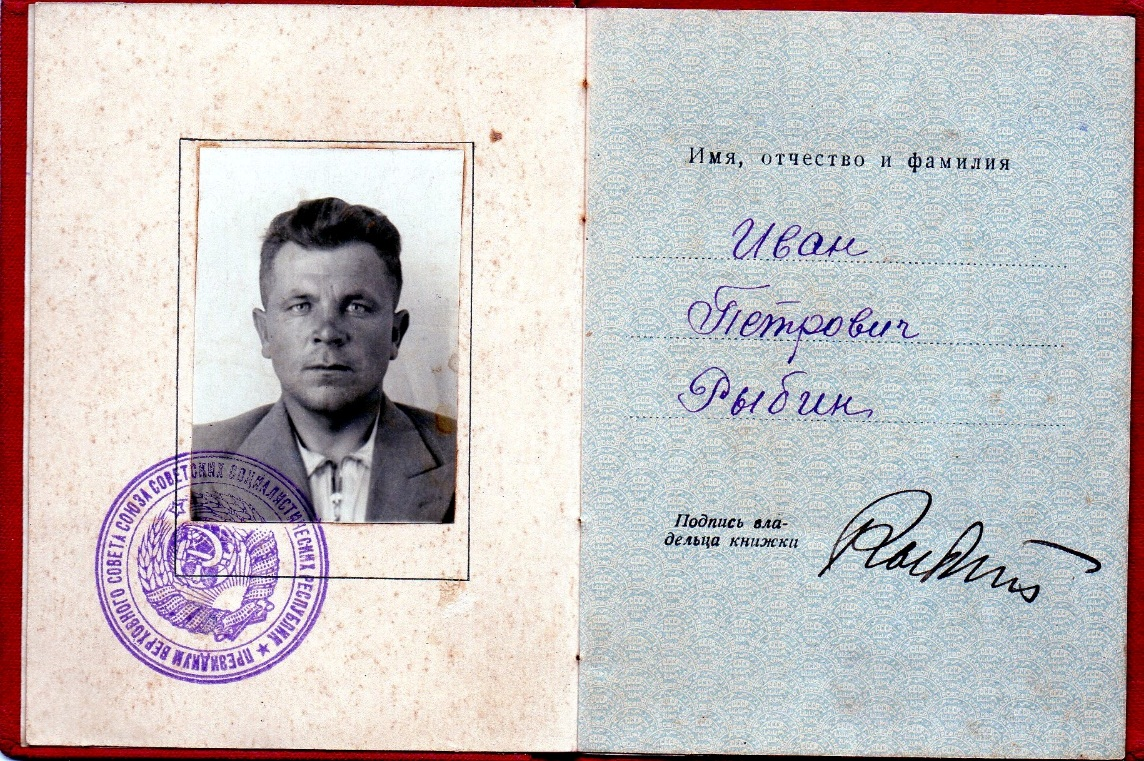 ПРЕЗИДИУМ ВЕРХОВНОГО СОВЕТА СОЮЗА СОВЕТСКИХ СОЦИАЛИСТИЧЕСКИХ РЕСПУБЛИК ★
Имя, отчество и фамилия
Иван
Петрович
Рыбин
Подпись вла-
дельца книжки